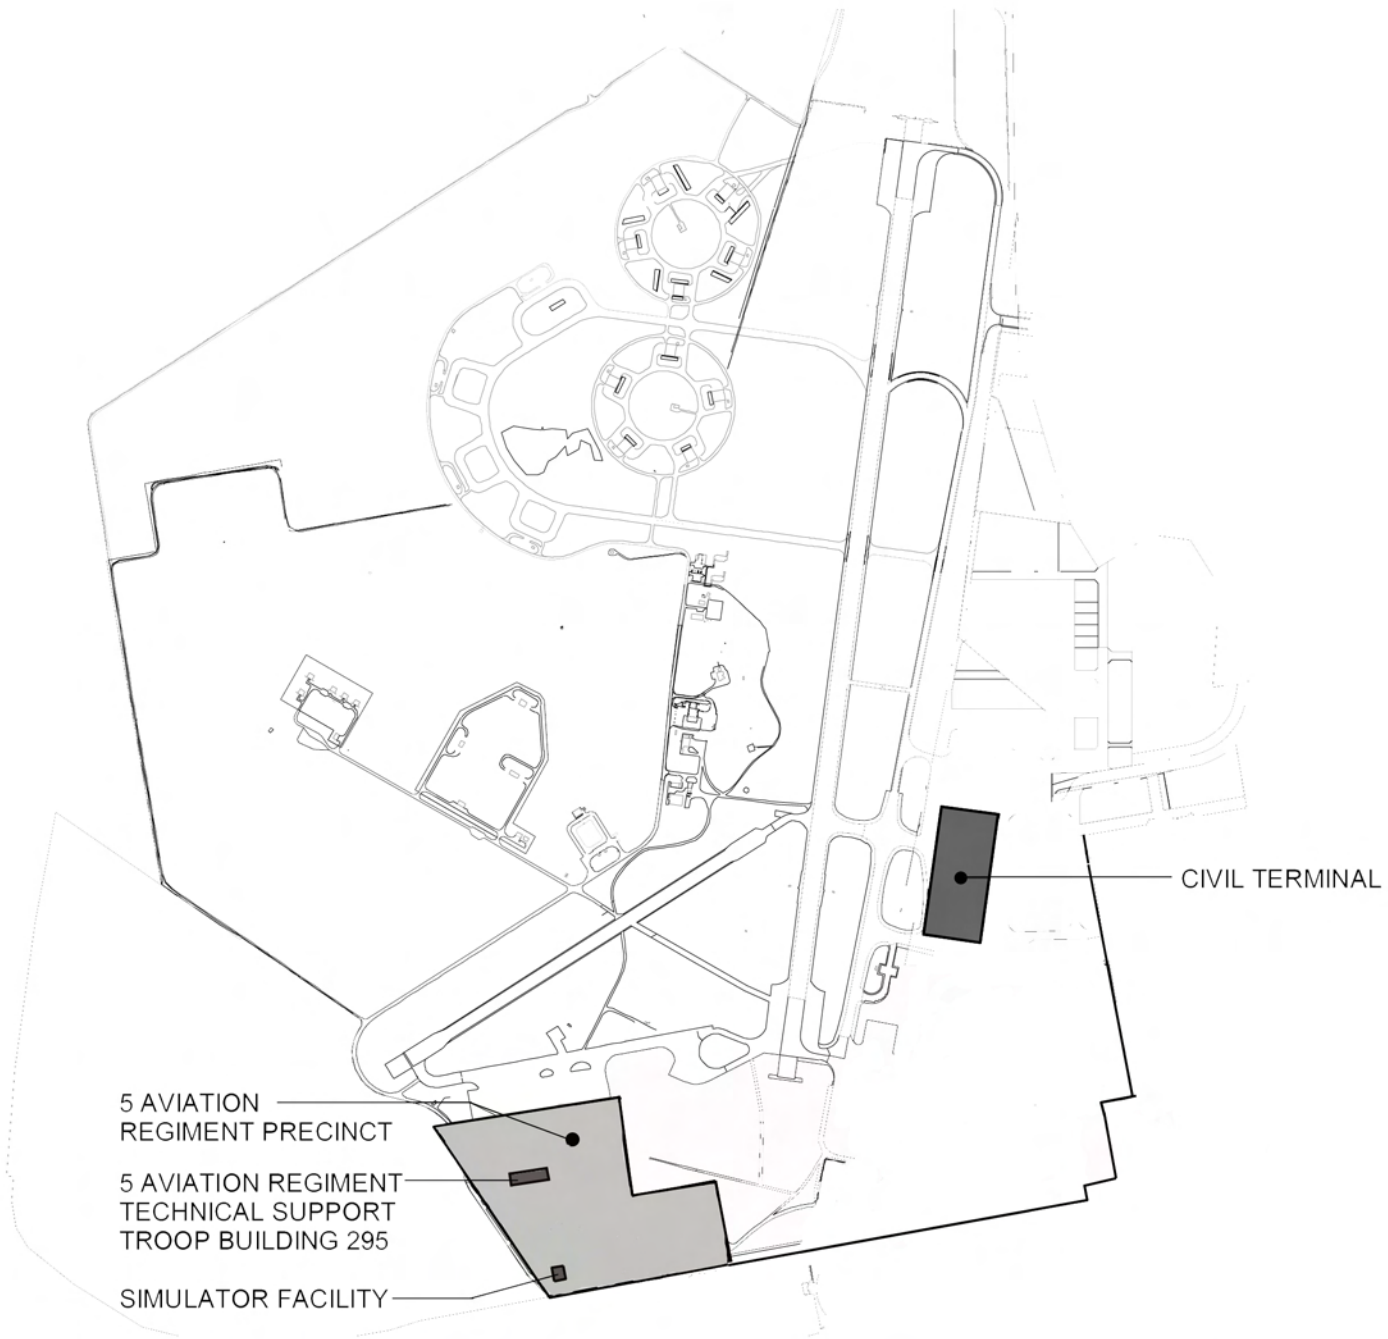 CIVIL TERMINAL
5 AVIATION
REGIMENT PRECINCT
5 AVIATION REGIMENT
TECHNICAL SUPPORT
TROOP BUILDING 295
SIMULATOR FACILITY